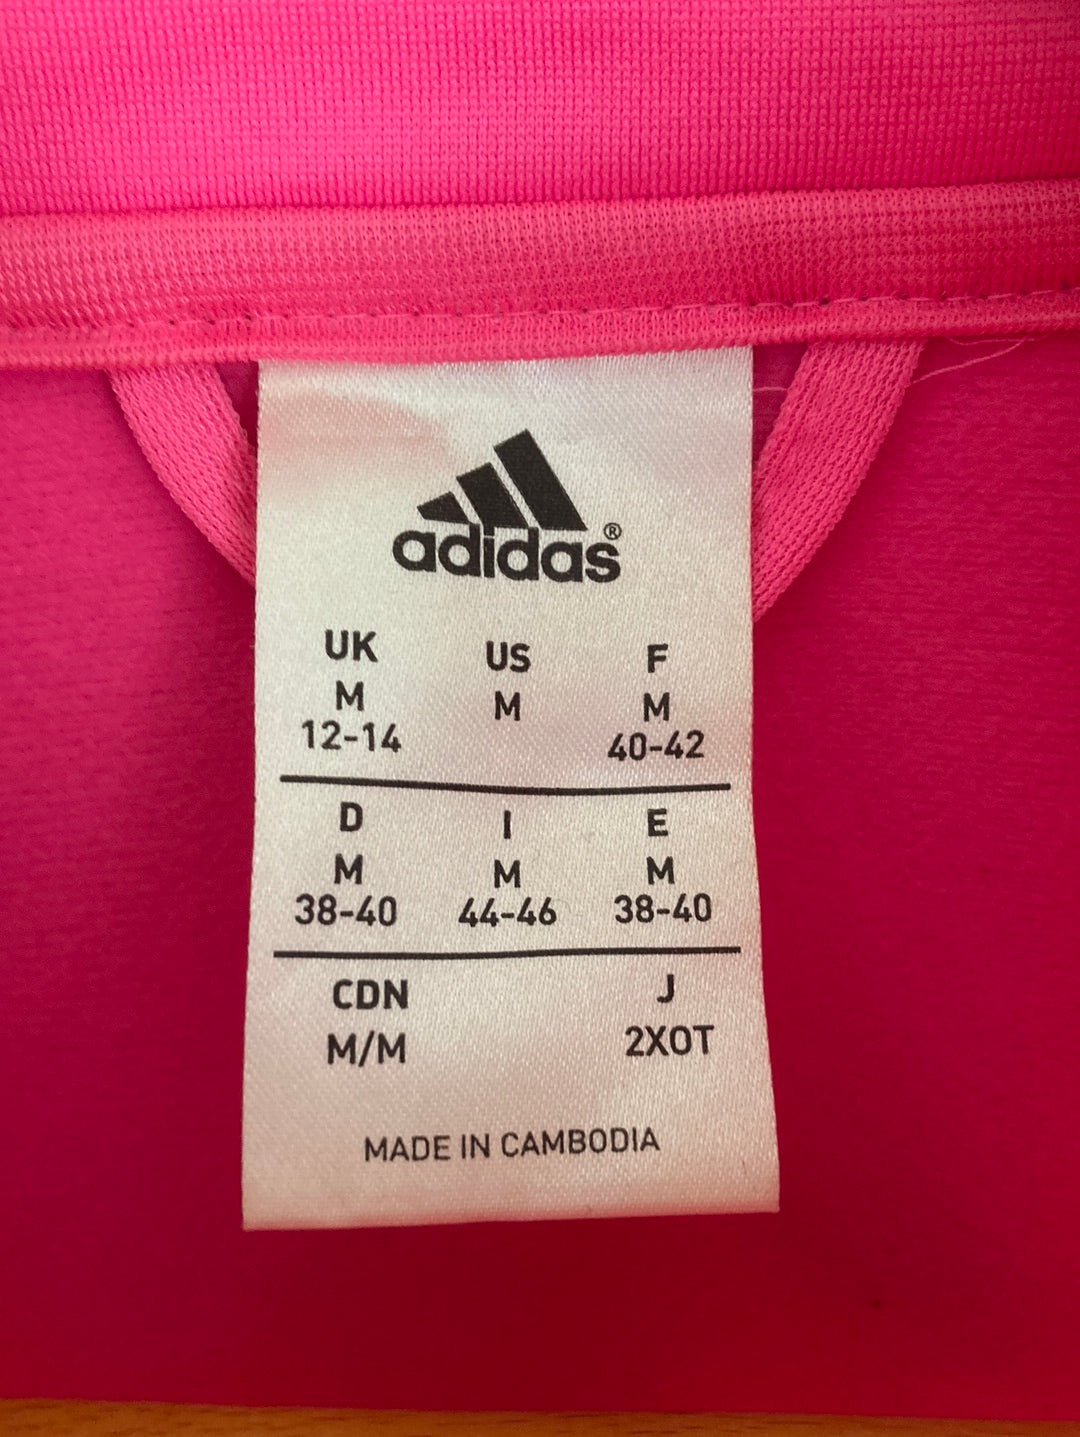 adidas®
UK US F
M M M
12-14 40-42
D I E
M M M
38-40 44-46 38-40
CDN J
M/M 2XOT
MADE IN CAMBODIA